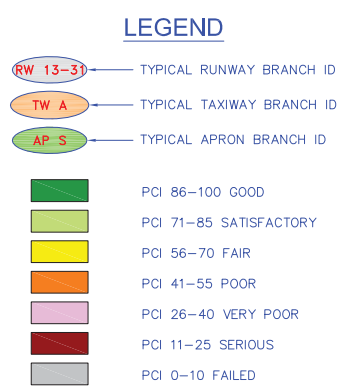 LEGEND
RW 13-31 TYPICAL RUNWAY BRANCH ID
TW A TYPICAL TAXIWAY BRANCH ID
AP S TYPICAL APRON BRANCH ID
PCI 86-100 GOOD
PCI 71-85 SATISFACTORY
PCI 56-70 FAIR
PCI 41-55 POOR
PCI 26-40 VERY POOR
PCI 11-25 SERIOUS
PCI 0-10 FAILED